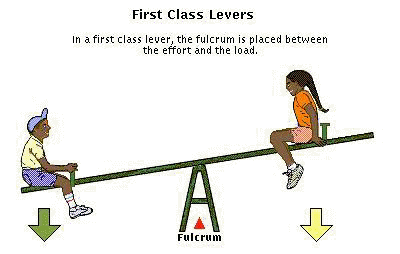 First Class Levers
In a first class lever, the fulcrum is placed between
the effort and the load.
Fulcrum